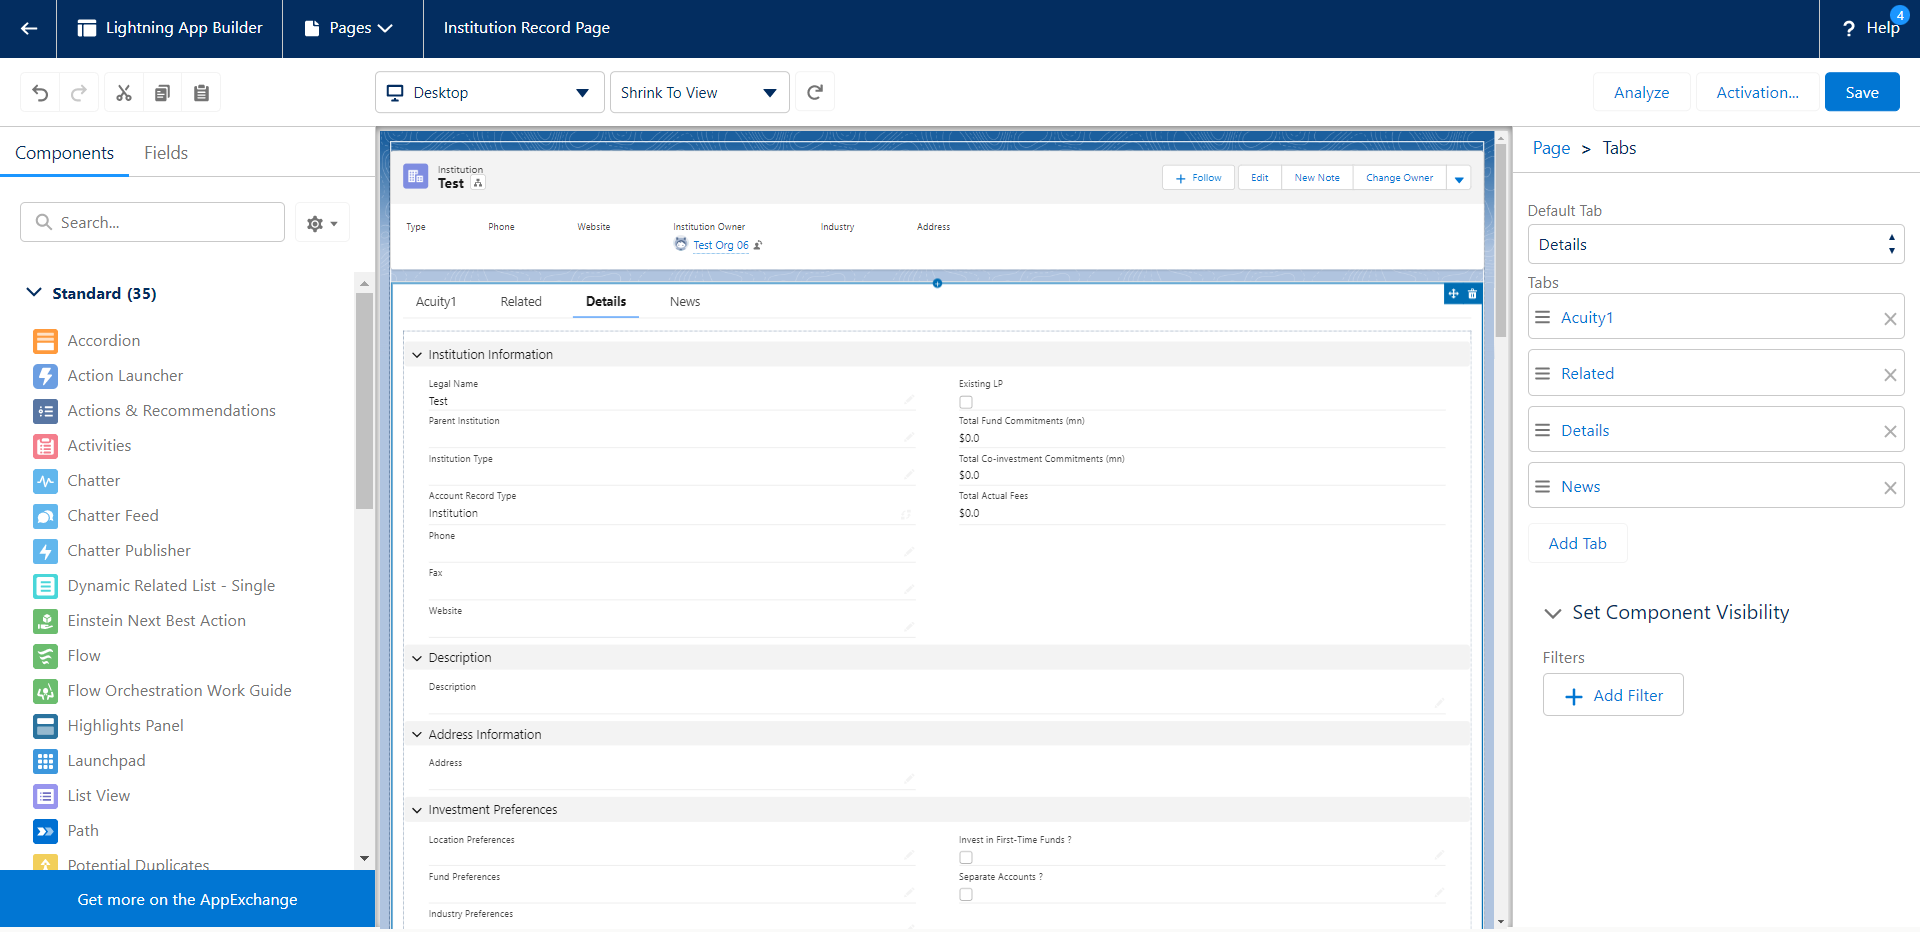 Lightning App Builder
Pages
Institution Record Page
4
? Help
Desktop
Shrink To View
Analyze
Activation...
Save
Components
Fields
Search...
Standard (35)
Accordion
Action Launcher
Actions & Recommendations
Activities
Chatter
Chatter Feed
Chatter Publisher
Dynamic Related List - Single
Einstein Next Best Action
Flow
Flow Orchestration Work Guide
Highlights Panel
Launchpad
List View
Path
Potential Duplicates
Get more on the AppExchange
Institution
Test
+ Follow
Edit
New Note
Change Owner
Type
Phone
Website
Institution Owner
Industry
Address
Test Org 06
Acuity1
Related
Details
News
Institution Information
Legal Name
Test
Existing LP
Parent Institution
Total Fund Commitments (mn)
$0.0
Institution Type
Total Co-investment Commitments (mn)
$0.0
Account Record Type
Institution
Total Actual Fees
$0.0
Phone
Fax
Website
Description
Description
Address Information
Address
Investment Preferences
Location Preferences
Invest in First-Time Funds ?
Fund Preferences
Separate Accounts ?
Industry Preferences
Page > Tabs
Default Tab
Details
Tabs
Acuity1
Related
Details
News
Add Tab
Set Component Visibility
Filters
+ Add Filter